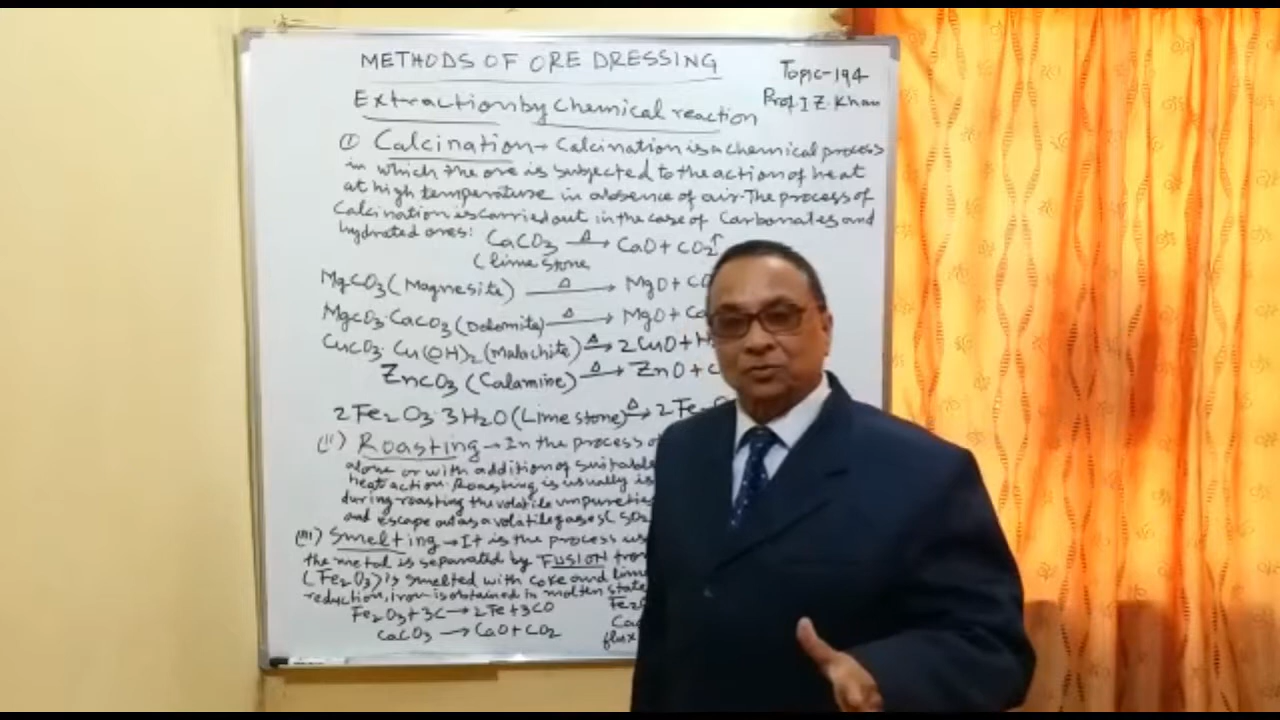 METHODS OF ORE DRESSING
Topic-194
Prof. I Z. Khan
Extraction by Chemical reaction
(i) Calcination → Calcination is a chemical process
in which the ore is subjected to the action of heat
at high temperature in absence of air. The process of
Calcination is carried out in the case of Carbonates and
hydrated ores: CaCO3 —Δ→ CaO + CO2↑
(lime stone
MgCO3 (Magnesite) —Δ→ MgO + CO
MgCO3·CaCO3 (Dolomite) —Δ→ MgO + Ca
CuCO3·Cu(OH)2 (Malachite) —Δ→ 2CuO + H
ZnCO3 (Calamine) —Δ→ ZnO + C
2Fe2O3·3H2O (Lime stone) —Δ→ 2Fe
(ii) Roasting → In the process of
alone or with addition of suitable
heat action. Roasting is usually
during roasting the volatile impureties
and escape out as a volatile gases (SO2
(iii) Smelting → It is the process
the metal is separated by FUSION from
(Fe2O3) is smelted with coke and lime
reduction, iron is obtained in molten state
Fe2O3 + 3C → 2Fe + 3CO Fe2O
CaCO3 → CaO + CO2 CaO
flux